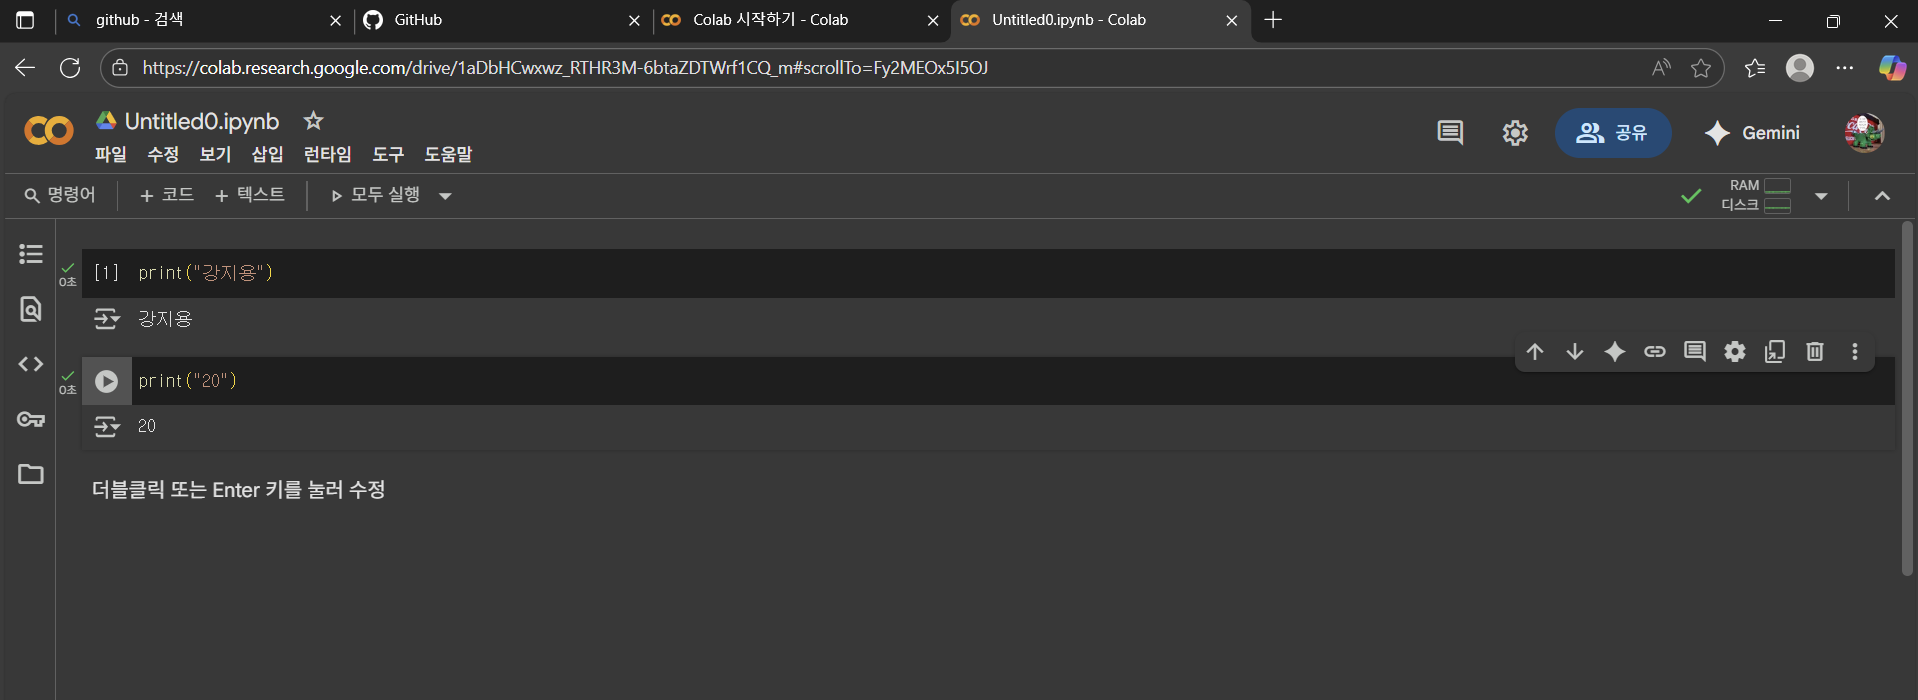 github - 검색
GitHub
Colab 시작하기 - Colab
Untitled0.ipynb - Colab
https://colab.research.google.com/drive/1aDbHCwxwz_RTHR3M-6btaZDTWrf1CQ_m#scrollTo=Fy2MEOx5I5OJ
Untitled0.ipynb
공유
Gemini
파일 수정 보기 삽입 런타임 도구 도움말
명령어 + 코드 + 텍스트 모두 실행
RAM
디스크
[1] print("강지용")
0초
강지용
print("20")
0초
20
더블클릭 또는 Enter 키를 눌러 수정